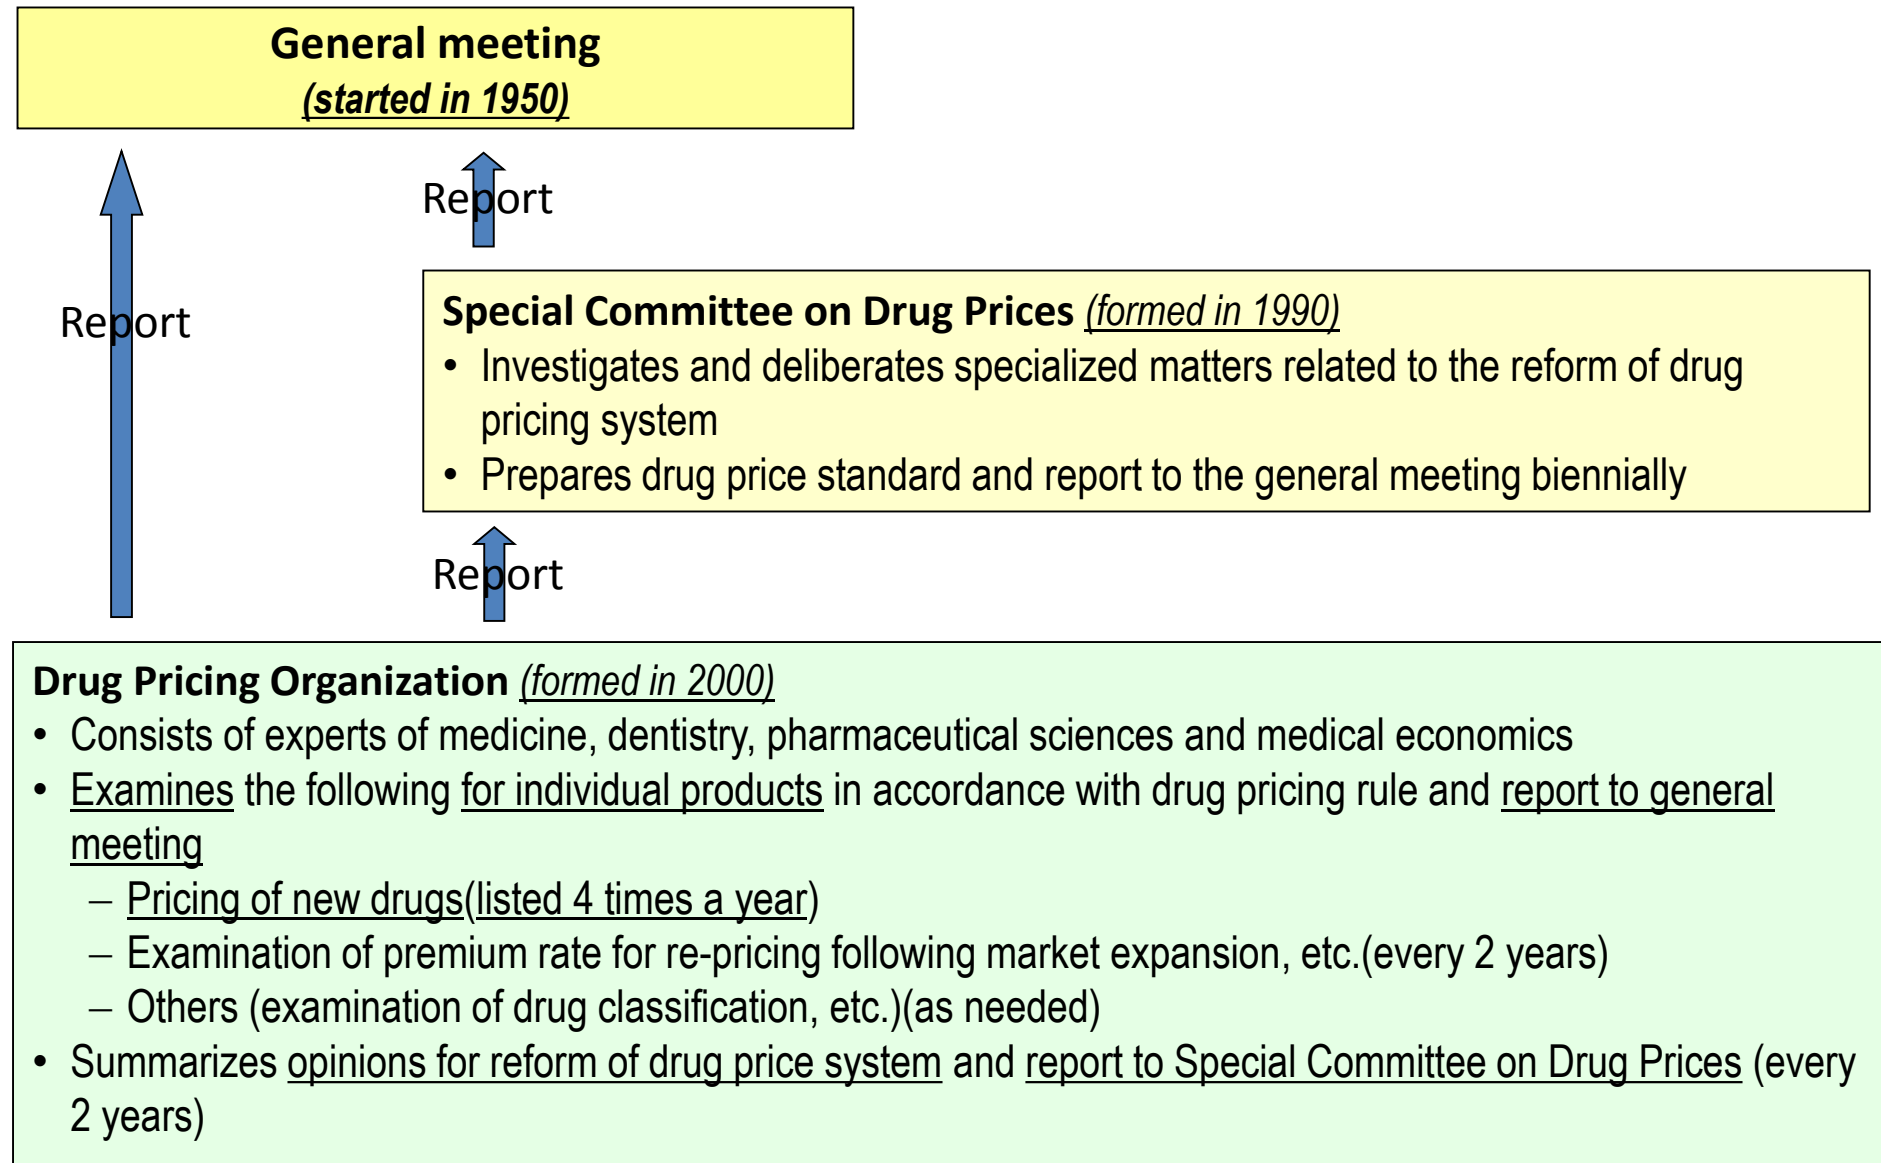 General meeting
(started in 1950)
Report
Report
Special Committee on Drug Prices (formed in 1990)
• Investigates and deliberates specialized matters related to the reform of drug
pricing system
• Prepares drug price standard and report to the general meeting biennially
Report
Drug Pricing Organization (formed in 2000)
• Consists of experts of medicine, dentistry, pharmaceutical sciences and medical economics
• Examines the following for individual products in accordance with drug pricing rule and report to general
meeting
– Pricing of new drugs(listed 4 times a year)
– Examination of premium rate for re-pricing following market expansion, etc.(every 2 years)
– Others (examination of drug classification, etc.)(as needed)
• Summarizes opinions for reform of drug price system and report to Special Committee on Drug Prices (every
2 years)